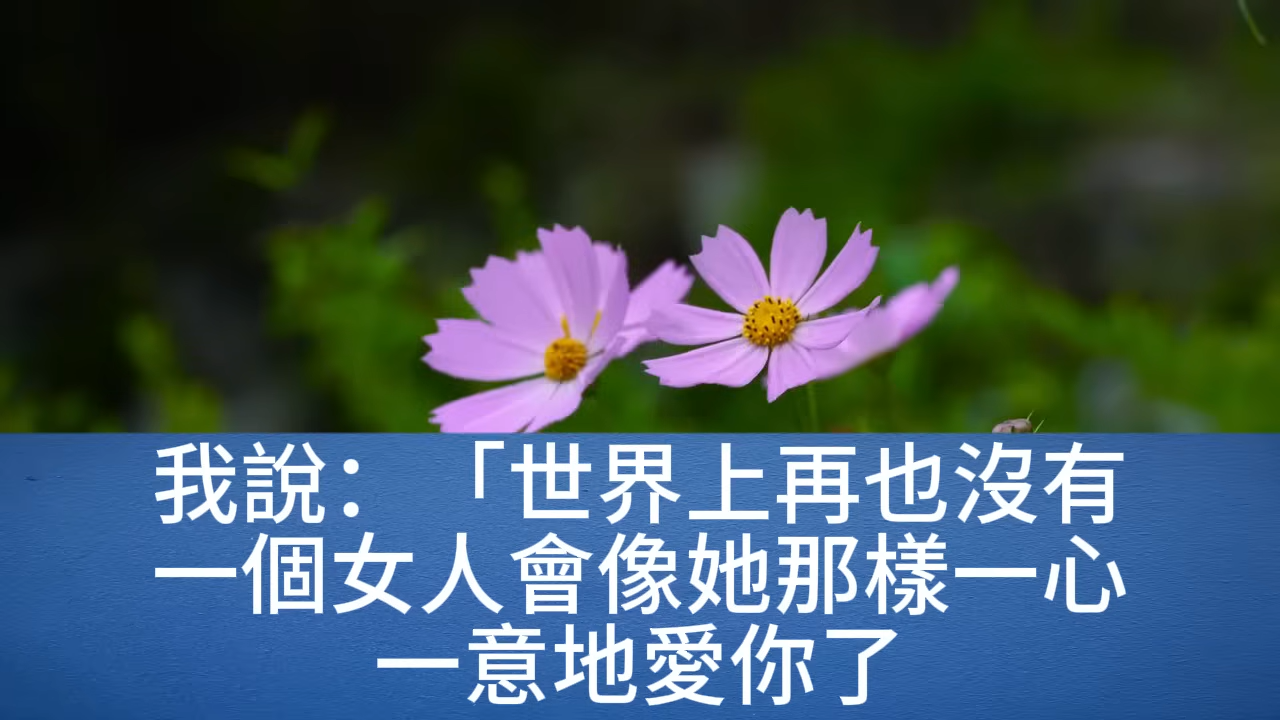 我說：「世界上再也沒有
一個女人會像她那樣一心
一意地愛你了